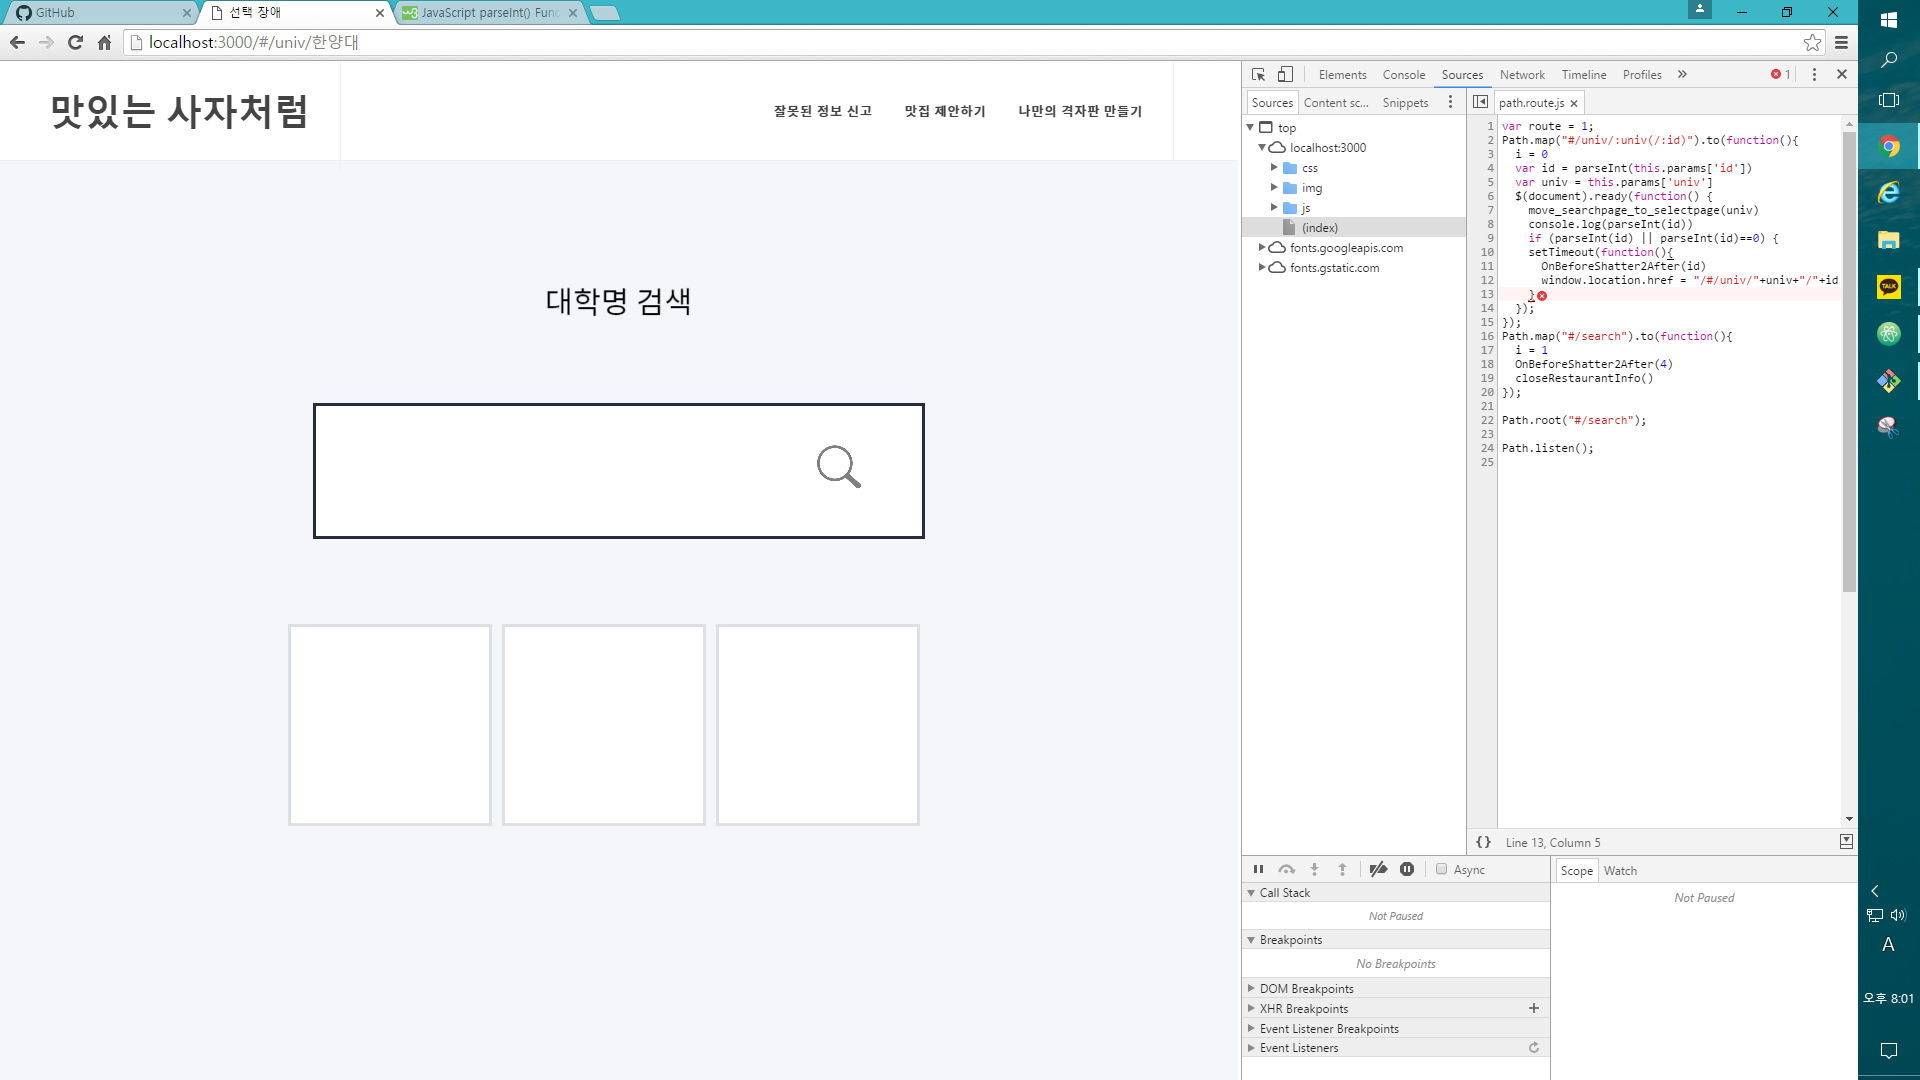 GitHub
선택 장애
JavaScript parseInt() Func
localhost:3000/#/univ/한양대
맛있는 사자처럼
잘못된 정보 신고
맛집 제안하기
나만의 격자판 만들기
대학명 검색
Elements Console Sources Network Timeline Profiles » 1
Sources Content sc... Snippets
path.route.js
top
localhost:3000
css
img
js
(index)
fonts.googleapis.com
fonts.gstatic.com
1 var route = 1;
2 Path.map("#/univ/:univ(/:id)").to(function(){
3 i = 0
4 var id = parseInt(this.params['id'])
5 var univ = this.params['univ']
6 $(document).ready(function() {
7 move_searchpage_to_selectpage(univ)
8 console.log(parseInt(id))
9 if (parseInt(id) || parseInt(id)==0) {
10 setTimeout(function(){
11 OnBeforeShatter2After(id)
12 window.location.href = "/#/univ/"+univ+"/"+id
13 }
14 });
15 });
16 Path.map("#/search").to(function(){
17 i = 1
18 OnBeforeShatter2After(4)
19 closeRestaurantInfo()
20 });
21
22 Path.root("#/search");
23
24 Path.listen();
25
{} Line 13, Column 5
Async
Call Stack
Not Paused
Breakpoints
No Breakpoints
DOM Breakpoints
XHR Breakpoints
Event Listener Breakpoints
Event Listeners
Scope Watch
Not Paused
TALK
A
오후 8:01